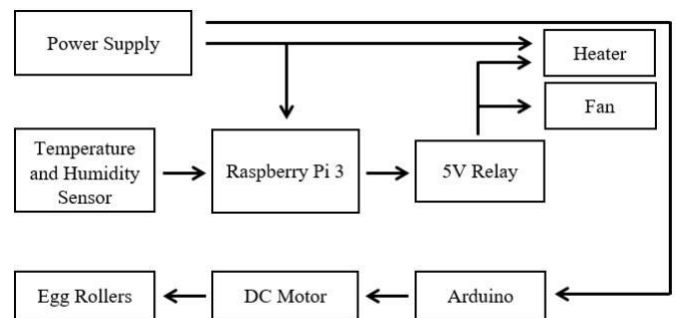 Power Supply
Heater
Fan
Temperature
and Humidity
Sensor
Raspberry Pi 3
5V Relay
Egg Rollers
DC Motor
Arduino